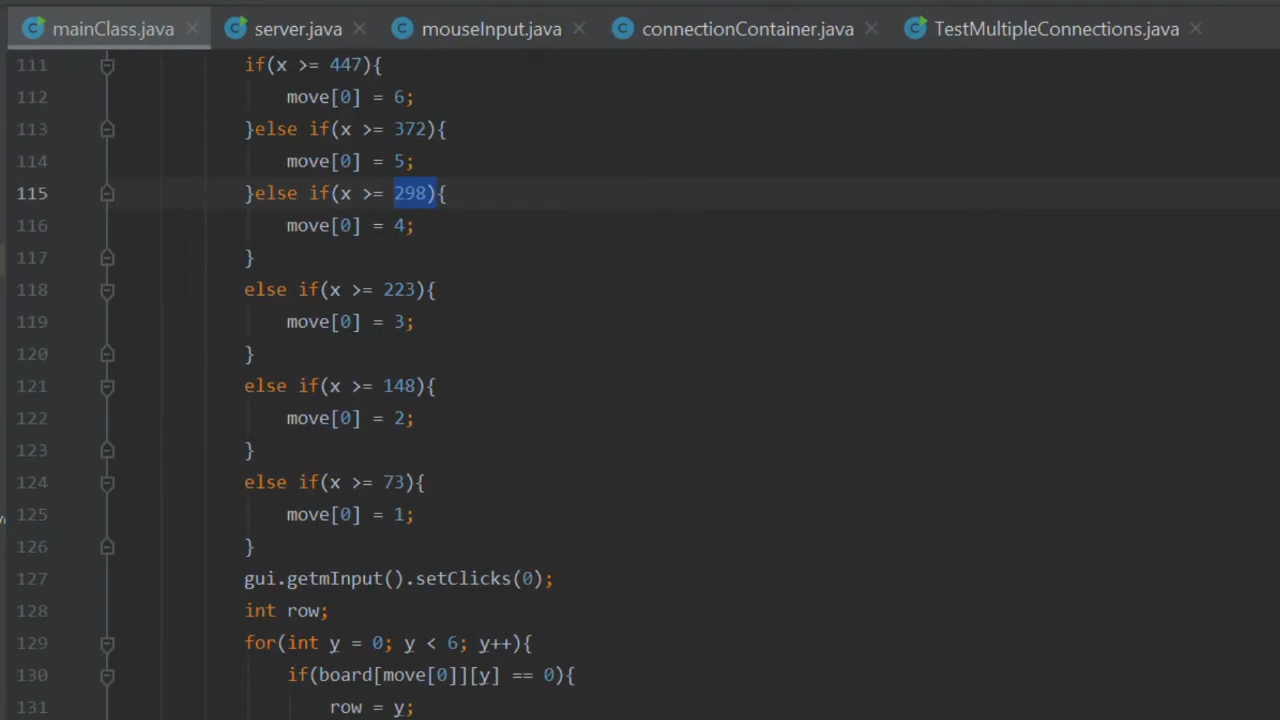 mainClass.java server.java mouseInput.java connectionContainer.java TestMultipleConnections.java
111 if(x >= 447){
112 move[0] = 6;
113 }else if(x >= 372){
114 move[0] = 5;
115 }else if(x >= 298){
116 move[0] = 4;
117 }
118 else if(x >= 223){
119 move[0] = 3;
120 }
121 else if(x >= 148){
122 move[0] = 2;
123 }
124 else if(x >= 73){
125 move[0] = 1;
126 }
127 gui.getmInput().setClicks(0);
128 int row;
129 for(int y = 0; y < 6; y++){
130 if(board[move[0]][y] == 0){
131 row = y;